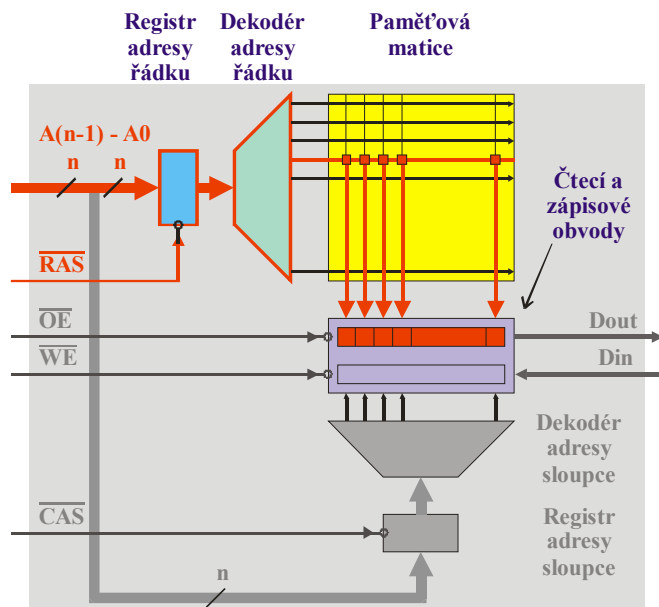 Registr
adresy
řádku
Dekodér
adresy
řádku
Paměťová
matice
A(n-1) - A0
n n
Čtecí a
zápisové
obvody
RAS
OE
Dout
WE
Din
Dekodér
adresy
sloupce
CAS
Registr
adresy
sloupce
n